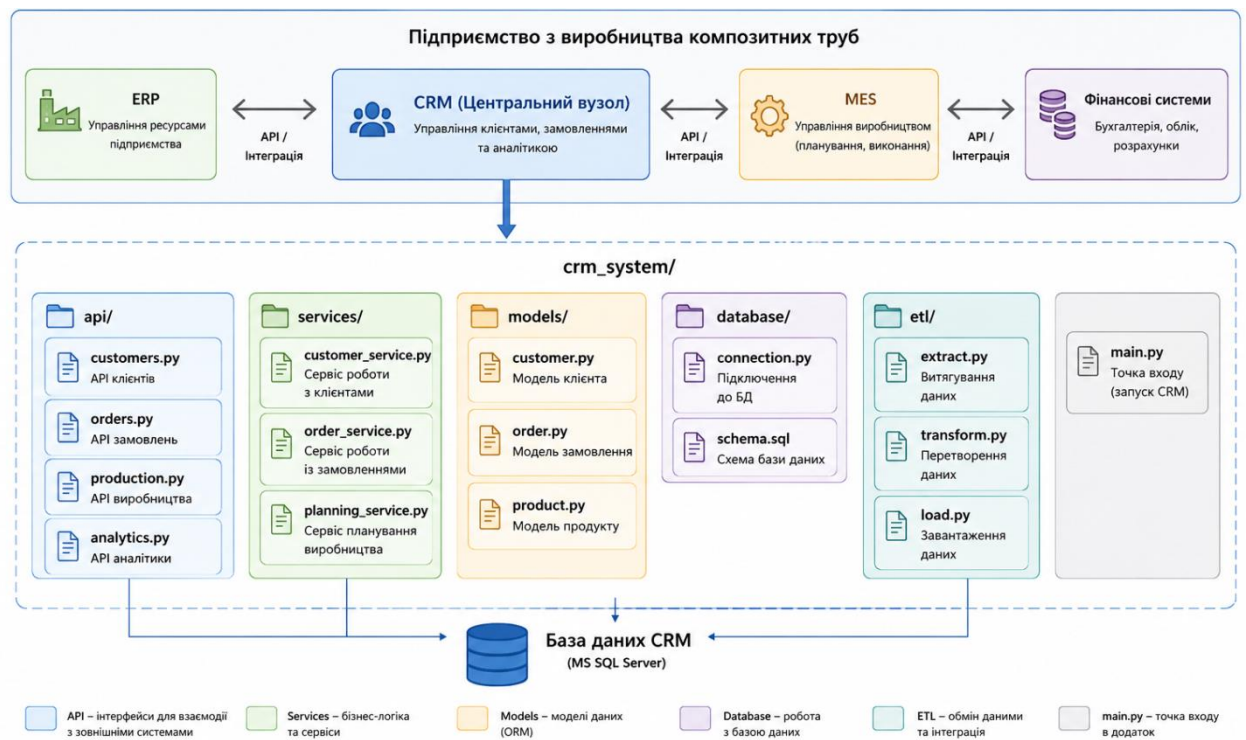 Підприємство з виробництва композитних труб
ERP
Управління ресурсами
підприємства
API /
Інтеграція
CRM (Центральний вузол)
Управління клієнтами, замовленнями
та аналітикою
API /
Інтеграція
MES
Управління виробництвом
(планування, виконання)
API /
Інтеграція
Фінансові системи
Бухгалтерія, облік,
розрахунки
crm_system/
api/
customers.py
API клієнтів
orders.py
API замовлень
production.py
API виробництва
analytics.py
API аналітики
services/
customer_service.py
Сервіс роботи
з клієнтами
order_service.py
Сервіс роботи
із замовленнями
planning_service.py
Сервіс планування
виробництва
models/
customer.py
Модель клієнта
order.py
Модель замовлення
product.py
Модель продукту
database/
connection.py
Підключення
до БД
schema.sql
Схема бази даних
etl/
extract.py
Витягування
даних
transform.py
Перетворення
даних
load.py
Завантаження
даних
main.py
Точка входу
(запуск CRM)
База даних CRM
(MS SQL Server)
API – інтерфейси для взаємодії
з зовнішніми системами
Services – бізнес-логіка
та сервіси
Models – моделі даних
(ORM)
Database – робота
з базою даних
ETL – обмін даними
та інтеграція
main.py – точка входу
в додаток